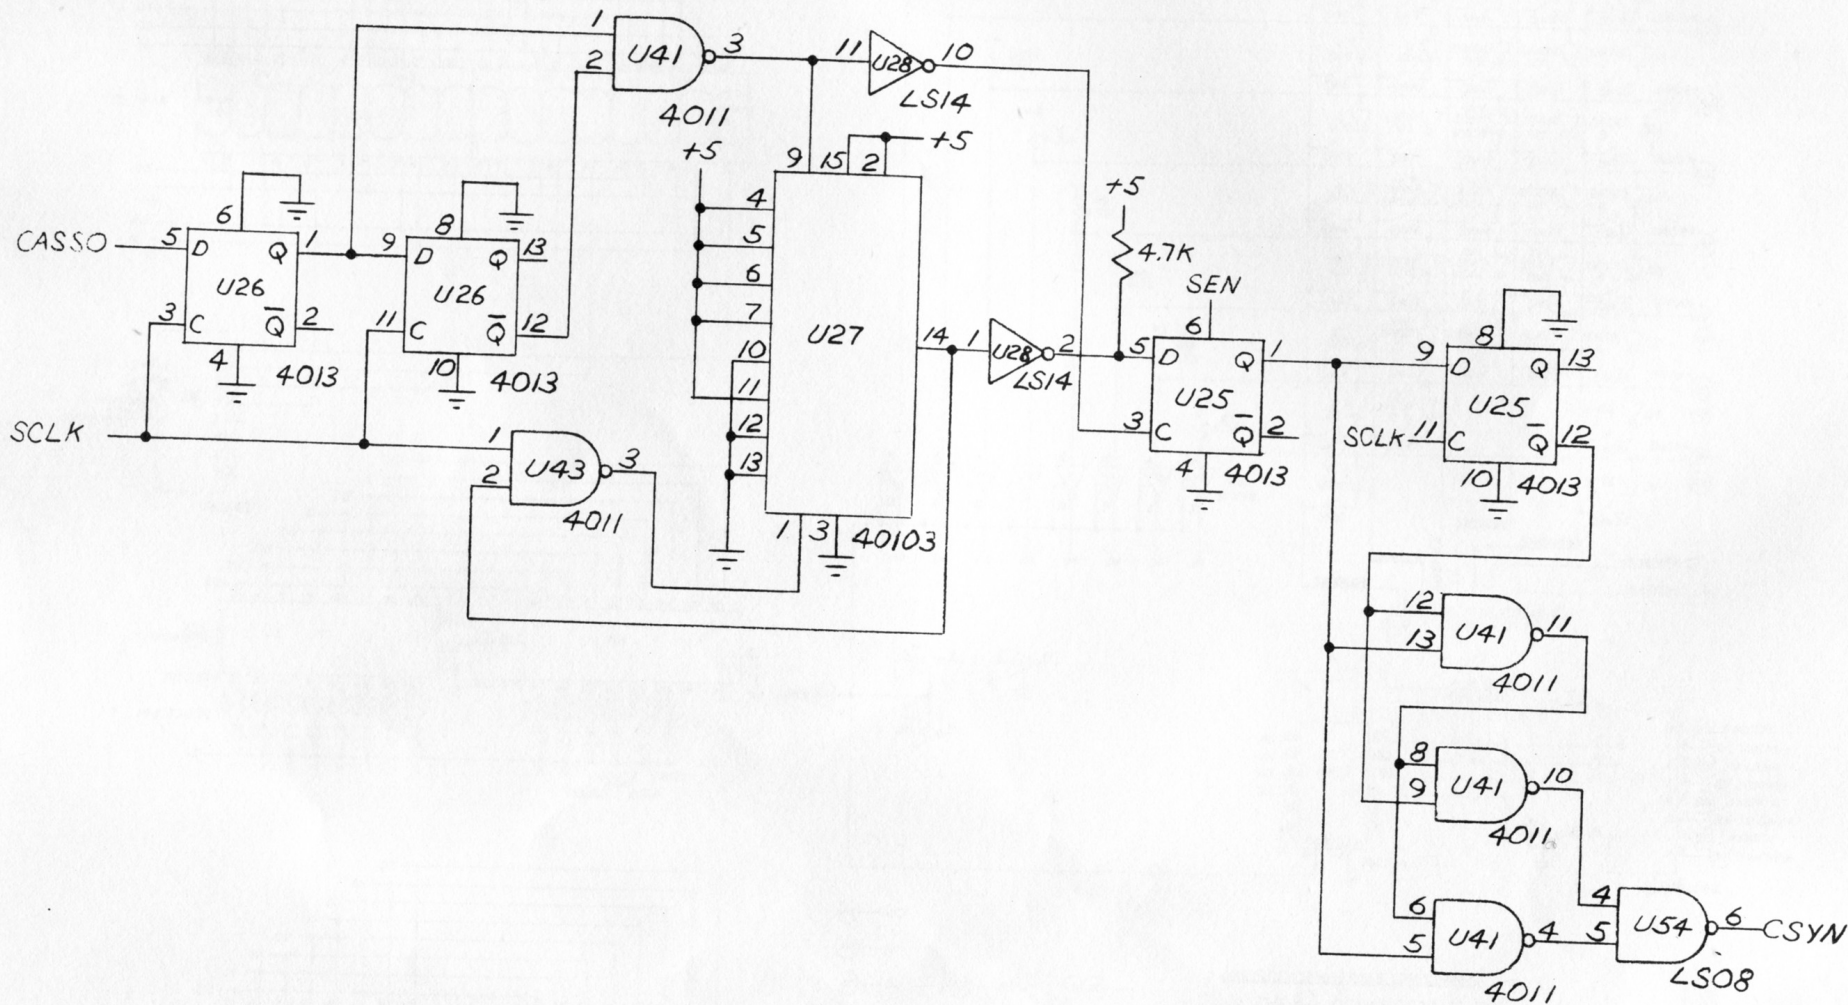 1
2
U41
3
4011
11
U28
10
LS14
+5
9
15
2
+5
CASSO
5
D
6
Q
1
U26
3
C
Q
2
4
4013
9
D
8
Q
13
U26
11
C
Q
12
10
4013
SCLK
1
2
U43
3
4011
4
5
6
7
10
11
12
13
U27
14
1
3
40103
1
U28
2
LS14
+5
4.7K
SEN
6
5
D
Q
1
U25
3
C
Q
2
4
4013
8
9
D
Q
13
U25
SCLK
11
C
Q
12
10
4013
12
13
U41
11
4011
8
9
U41
10
4011
6
5
U41
4
4011
4
5
U54
6
CSYN
LS08